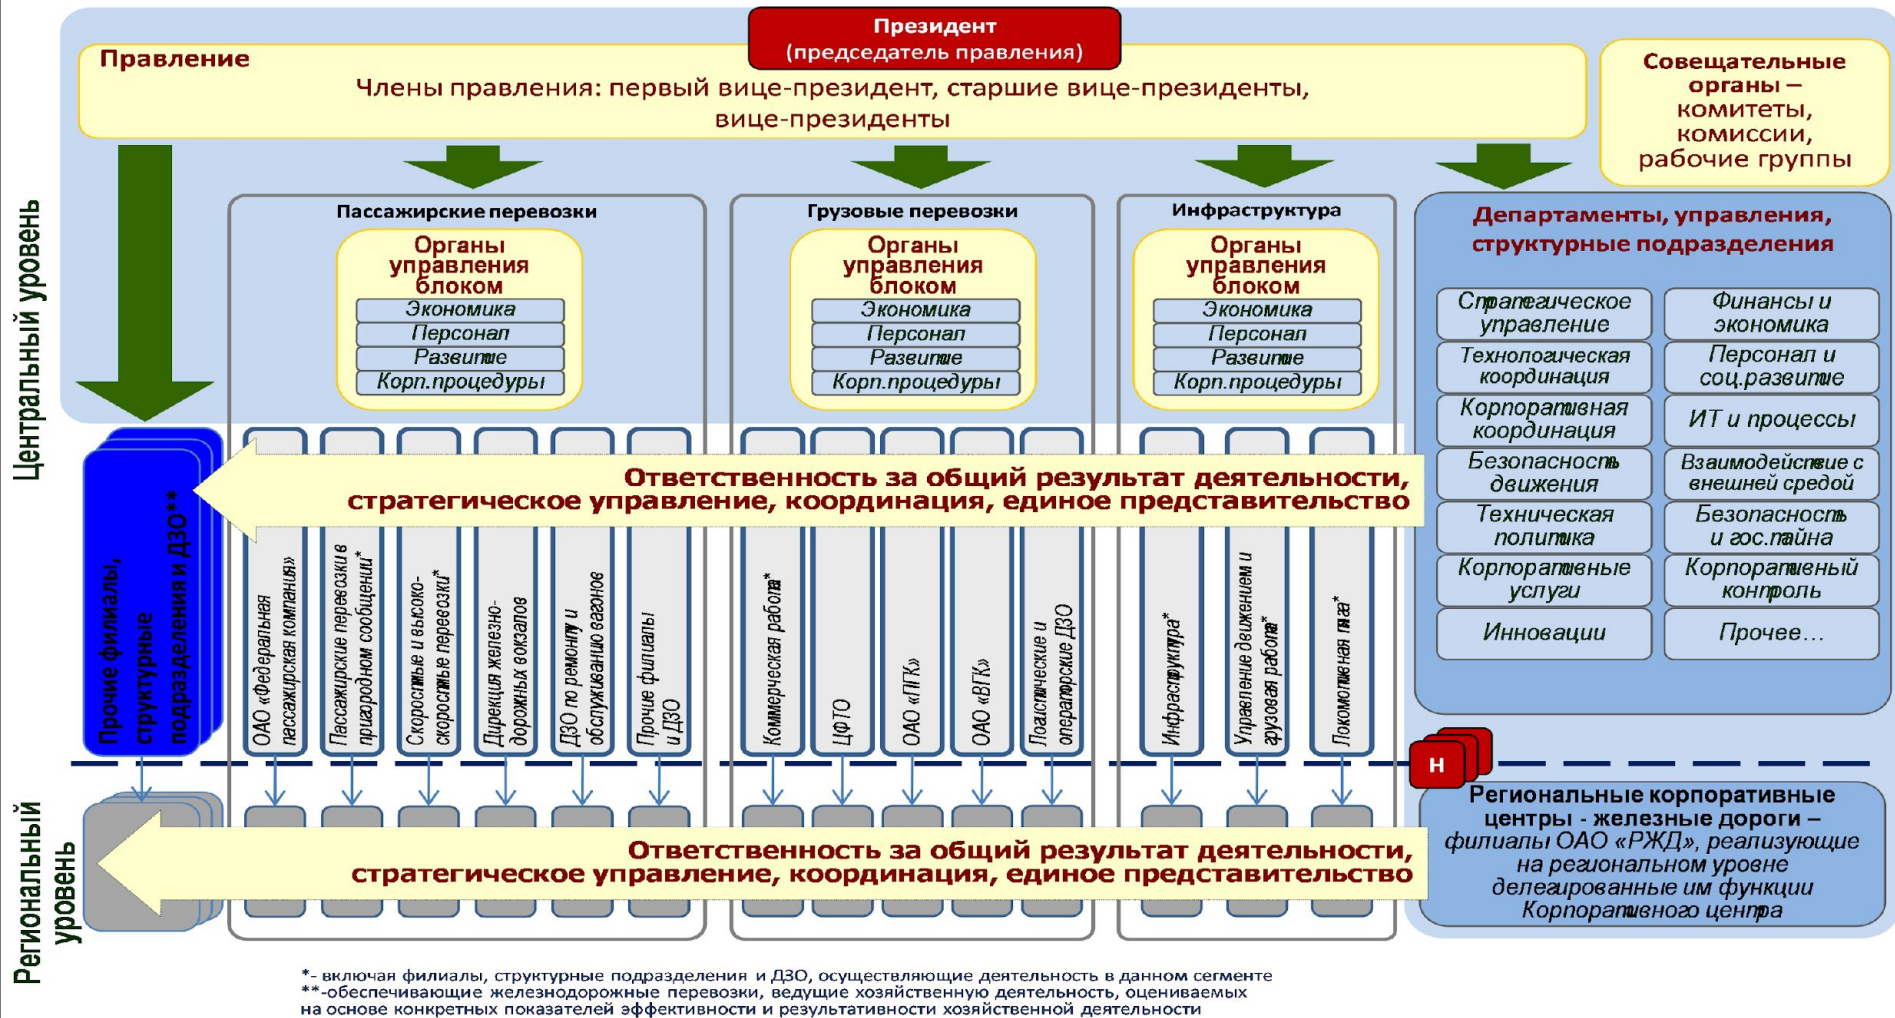 Президент
(председатель правления)
Правление
Члены правления: первый вице-президент, старшие вице-президенты,
вице-президенты
Совещательные
органы –
комитеты,
комиссии,
рабочие группы
Центральный уровень
Пассажирские перевозки
Органы
управления
блоком
Экономика
Персонал
Развитие
Корп.процедуры
Грузовые перевозки
Органы
управления
блоком
Экономика
Персонал
Развитие
Корп.процедуры
Инфраструктура
Органы
управления
блоком
Экономика
Персонал
Развитие
Корп.процедуры
Департаменты, управления,
структурные подразделения
Стратегическое
управление
Финансы и
экономика
Технологическая
координация
Персонал и
соц.развитие
Корпоративная
координация
ИТ и процессы
Безопасность
движения
Взаимодействие с
внешней средой
Техническая
политика
Безопасность
и гос.тайна
Корпоративные
услуги
Корпоративный
контроль
Инновации
Прочее...
Ответственность за общий результат деятельности,
стратегическое управление, координация, единое представительство
Прочие филиалы,
структурные
подразделения и ДЗО**
ОАО «Федеральная
пассажирская компания»
Пассажирские перевозки в
пригародном сообщении*
Скоростные и высоко-
скоростные перевозки*
Дирекция железно-
дорожных вокзалов
ДЗО по ремонту и
обслуживанию вагонов
Прочие филиалы
и ДЗО
Коммерческая работа*
ЦФТО
ОАО «ПГК»
ОАО «ВГК»
Логистические и
операторские ДЗО
Инфраструктура*
Управление движением и
грузовая работа*
Локомотивная тяга*
Н
Региональный
уровень
Ответственность за общий результат деятельности,
стратегическое управление, координация, единое представительство
Региональные корпоративные
центры - железные дороги –
филиалы ОАО «РЖД», реализующие
на региональном уровне
делегированные им функции
Корпоративного центра
*- включая филиалы, структурные подразделения и ДЗО, осуществляющие деятельность в данном сегменте
**-обеспечивающие железнодорожные перевозки, ведущие хозяйственную деятельность, оцениваемых
на основе конкретных показателей эффективности и результативности хозяйственной деятельности